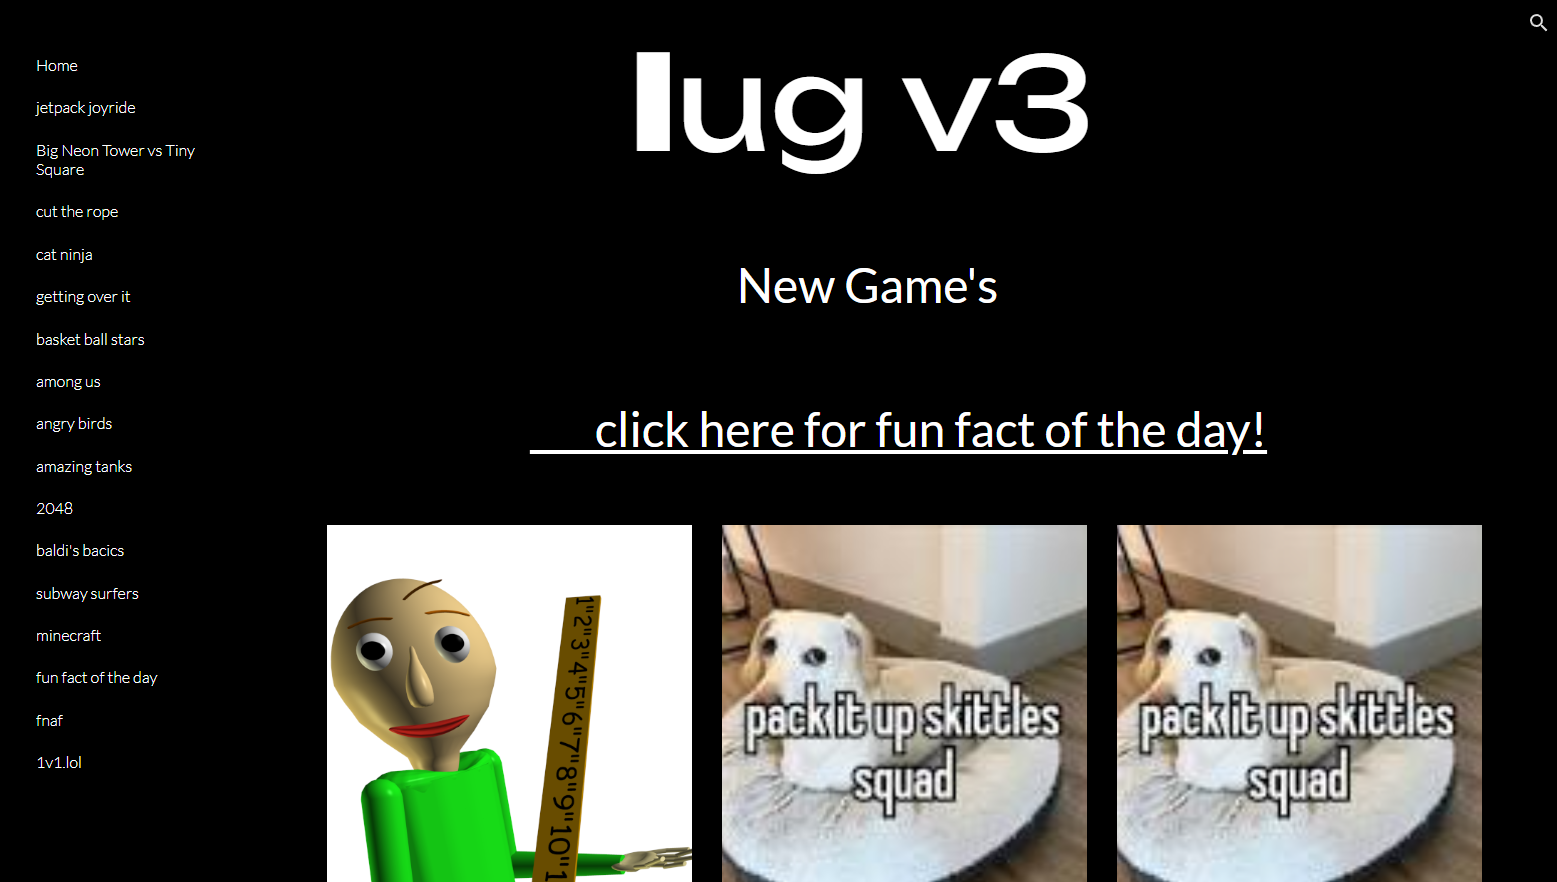 Home
jetpack joyride
Big Neon Tower vs Tiny
Square
cut the rope
cat ninja
getting over it
basket ball stars
among us
angry birds
amazing tanks
2048
baldi's bacics
subway surfers
minecraft
fun fact of the day
fnaf
1v1.lol
lug v3
New Game's
click here for fun fact of the day!
1"2"3"4"5"6"7"8"9"10"1
pack it up skittles
squad
pack it up skittles
squad